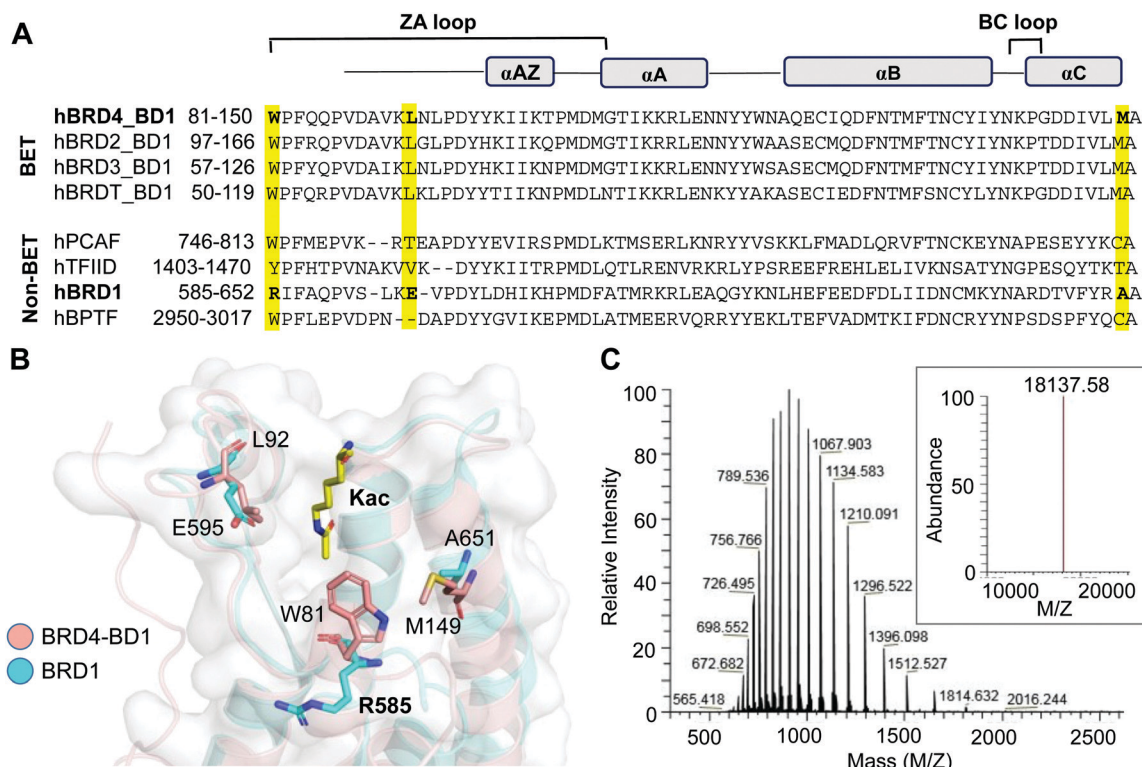 A
ZA loop
BC loop
αAZ
αA
αB
αC
BET
hBRD4_BD1 81-150 WPFQQPVDAVKLNLPDYYKIIKTPMDMGTIKKRLENNYYWNAQECIQDFNTMFTNCYIYNKPGDDIVLMA
hBRD2_BD1 97-166 WPFRQPVDAVKLGLPDYHKIIKQPMDMGTIKRRLENNYYWAASECMQDFNTMFTNCYIYNKPTDDIVLMA
hBRD3_BD1 57-126 WPFYQPVDAIKLNLPDYHKIIKNPMDMGTIKKRLENNYYWSASECMQDFNTMFTNCYIYNKPTDDIVLMA
hBRDT_BD1 50-119 WPFQRPVDAVKLKLPDYYTIIKNPMDLNTIKKRLENKYYAKASECIEDFNTMFSNCYLYNKPGDDIVLMA
Non-BET
hPCAF 746-813 WPFMEPVK--RTEAPDYYEVIRSPMDLKTMSERLKNRYYVSKKLFMADLQRVFTNCKEYNAPESEYYKCA
hTFIID 1403-1470 YPFHTPVNAKVVK--DYYKIITRPMDLQTLRENVRKRLYPSREEFREHLELIVKNSATYNGPESQYTKTA
hBRD1 585-652 RIFAQPVS-LKE-VPDYLDHIKHPMDFATMRKRLEAQGYKNLHEFEEDFDLIIDNCMKYNARDTVFYRAA
hBPTF 2950-3017 WPFLEPVDPN--DAPDYYGVIKEPMDLATMEERVQRRYYEKLTEFVADMTKIFDNCRYYNPSDSPFYQCA
B
L92
Kac
E595
A651
W81
M149
R585
BRD4-BD1
BRD1
C
Relative Intensity
100
80
60
40
20
0
500
1000
1500
2000
2500
Mass (M/Z)
1067.903
789.536
1134.583
1210.091
756.766
726.495
1296.522
698.552
1396.098
672.682
1512.527
565.418
1814.632
2016.244
18137.58
Abundance
100
50
0
10000
20000
M/Z